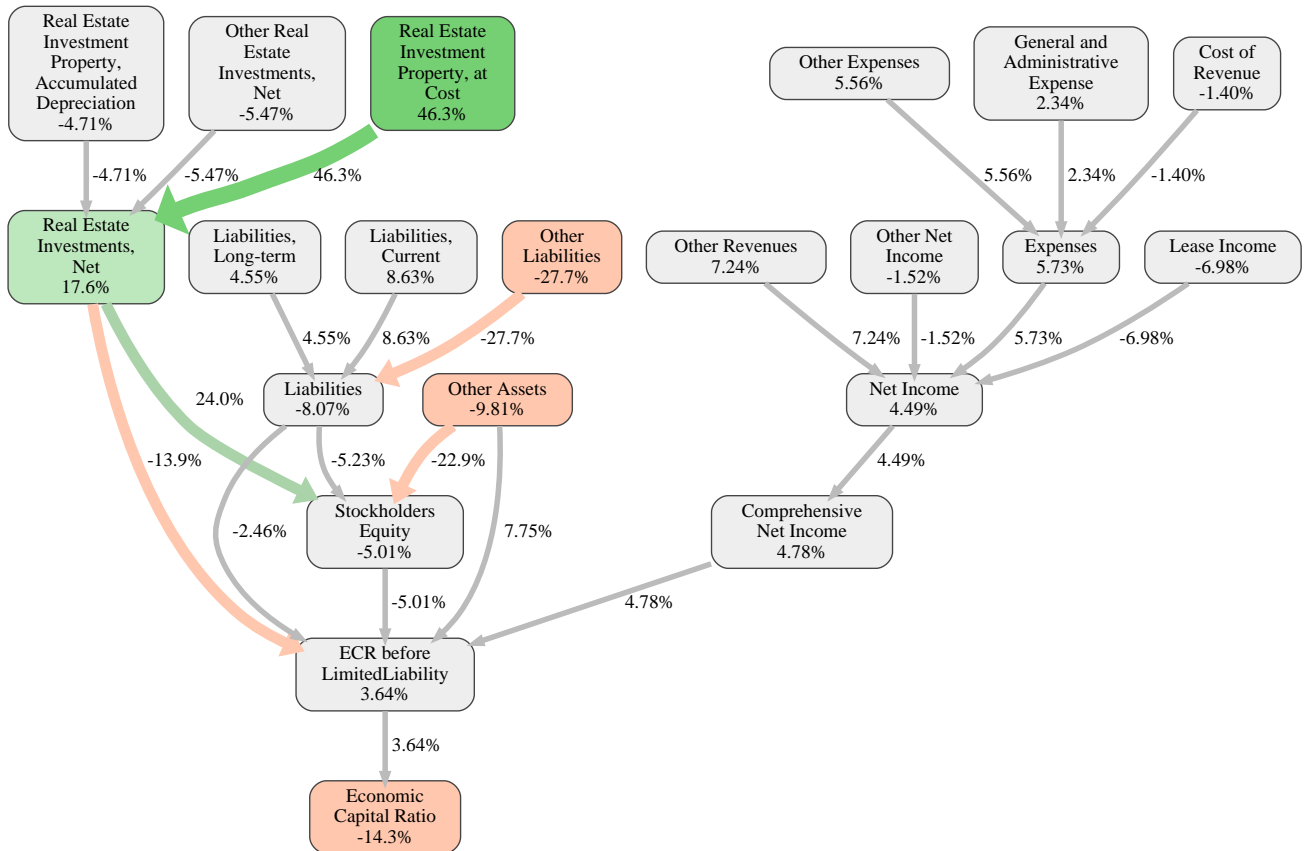 Real Estate
Investment
Property,
Accumulated
Depreciation
-4.71%
Other Real
Estate
Investments,
Net
-5.47%
Real Estate
Investment
Property, at
Cost
46.3%
Other Expenses
5.56%
General and
Administrative
Expense
2.34%
Cost of
Revenue
-1.40%
-4.71%
-5.47%
46.3%
5.56%
2.34%
-1.40%
Real Estate
Investments,
Net
17.6%
Liabilities,
Long-term
4.55%
Liabilities,
Current
8.63%
Other
Liabilities
-27.7%
Other Revenues
7.24%
Other Net
Income
-1.52%
Expenses
5.73%
Lease Income
-6.98%
4.55%
8.63%
-27.7%
7.24%
-1.52%
5.73%
-6.98%
Liabilities
-8.07%
Other Assets
-9.81%
Net Income
4.49%
24.0%
-13.9%
-5.23%
-22.9%
4.49%
-2.46%
Stockholders
Equity
-5.01%
7.75%
Comprehensive
Net Income
4.78%
-5.01%
4.78%
ECR before
LimitedLiability
3.64%
3.64%
Economic
Capital Ratio
-14.3%